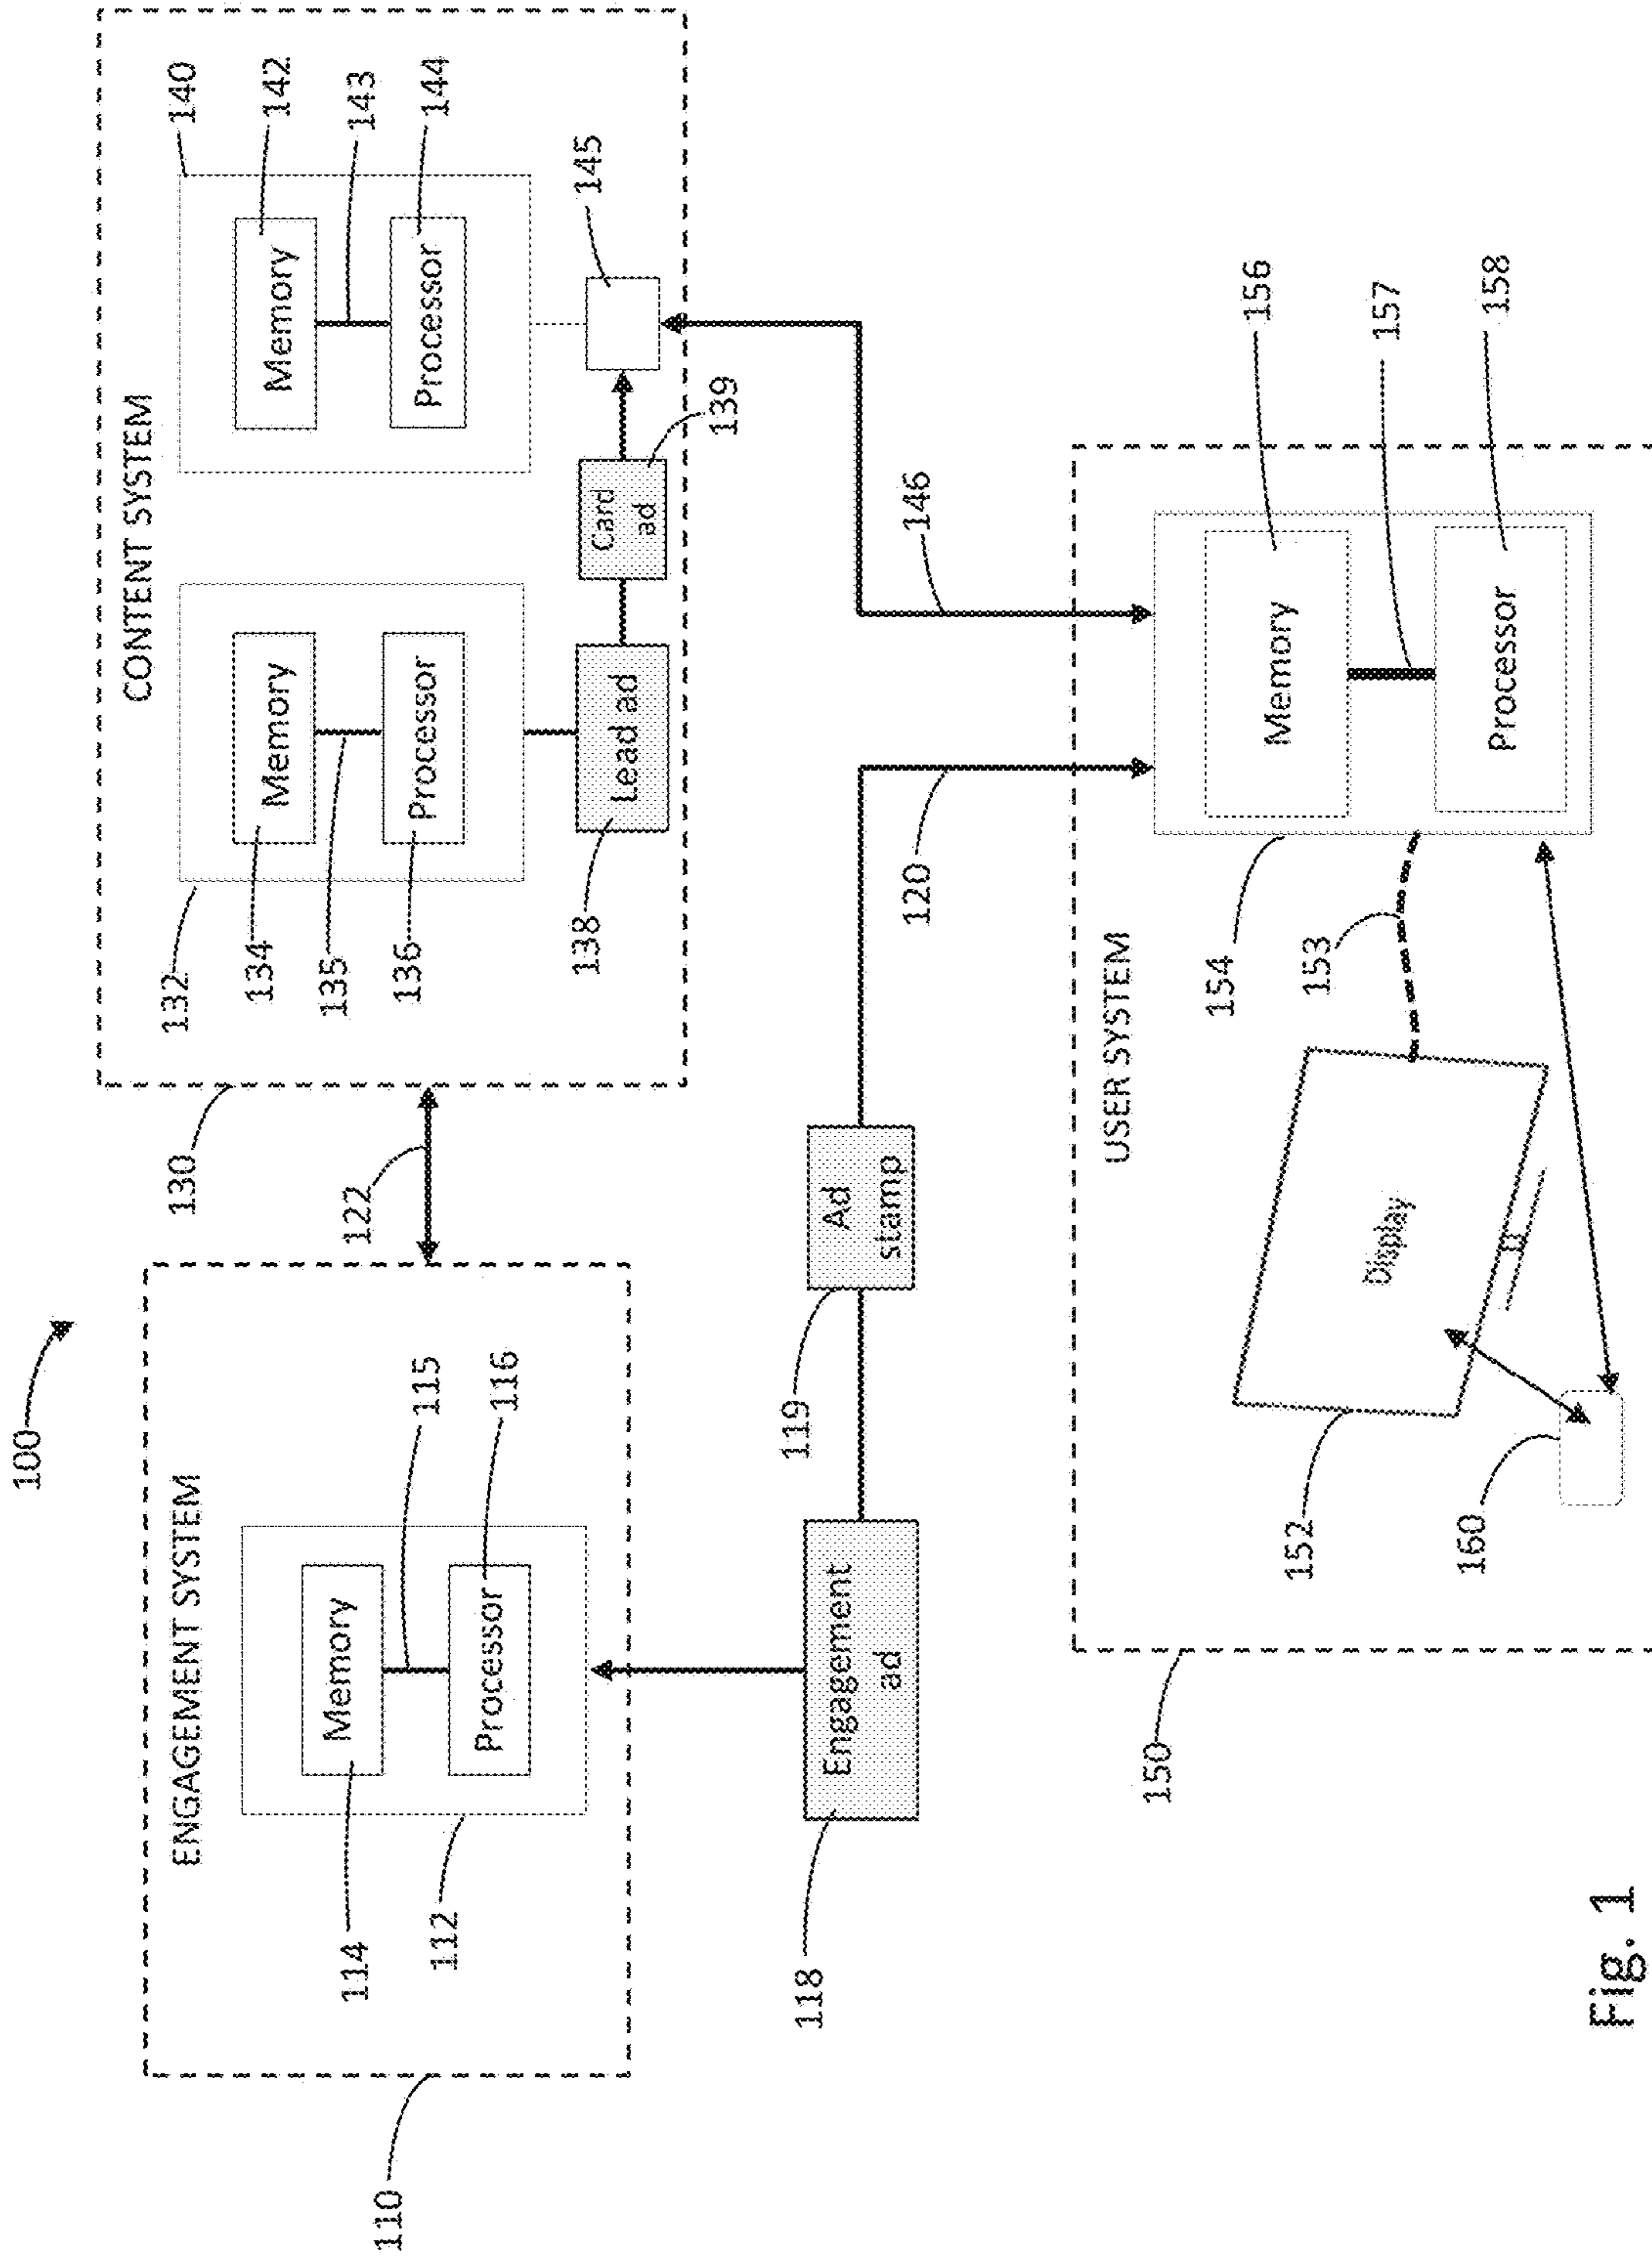 100
ENGAGEMENT SYSTEM
110
112
114
Memory
115
Processor
116
118
Engagement
ad
119
Ad
stamp
120
122
CONTENT SYSTEM
130
132
134
Memory
135
136
Processor
138
Lead ad
Card
ad
139
140
Memory
142
143
Processor
144
145
146
USER SYSTEM
150
152
Display
153
154
Memory
156
157
Processor
158
160
Fig. 1